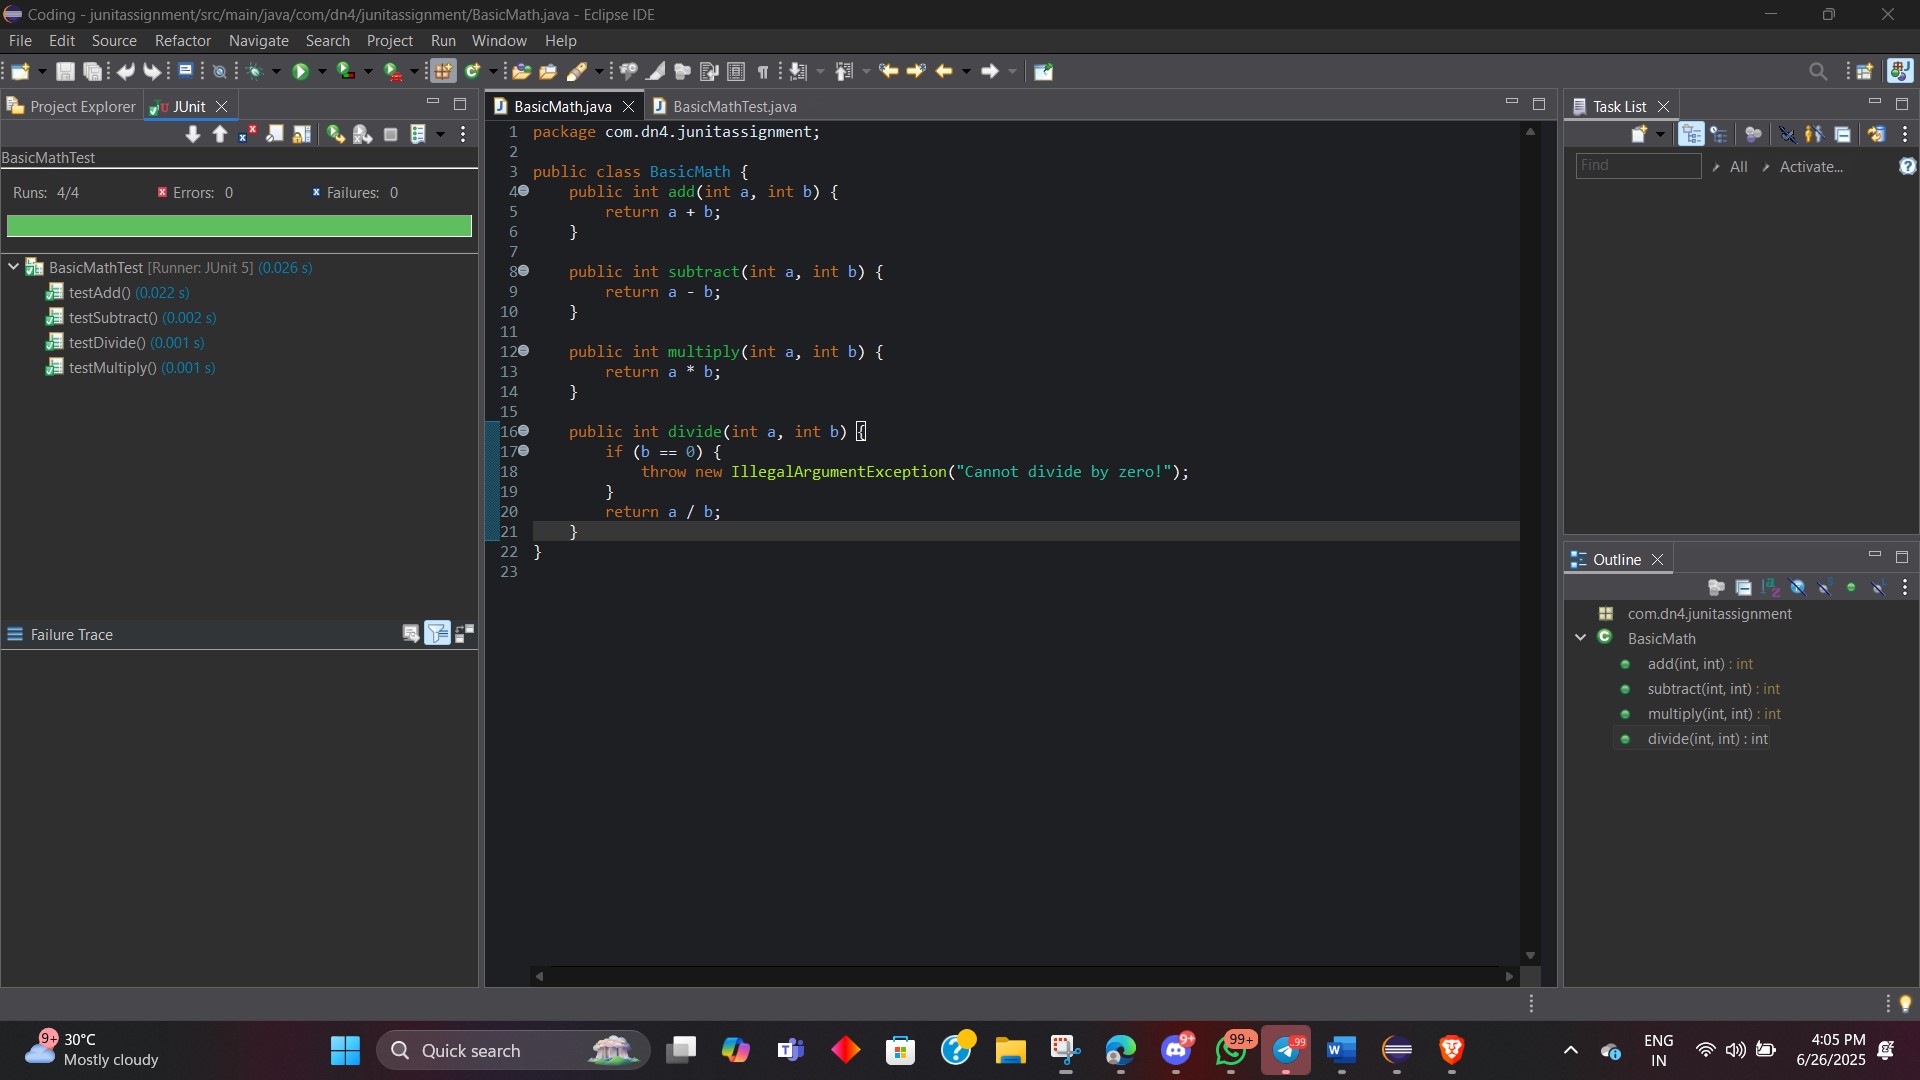 Coding - junitassignment/src/main/java/com/dn4/junitassignment/BasicMath.java - Eclipse IDE
File Edit Source Refactor Navigate Search Project Run Window Help
Project Explorer JUnit
BasicMathTest
Runs: 4/4 Errors: 0 Failures: 0
BasicMathTest [Runner: JUnit 5] (0.026 s)
testAdd() (0.022 s)
testSubtract() (0.002 s)
testDivide() (0.001 s)
testMultiply() (0.001 s)
Failure Trace
BasicMath.java BasicMathTest.java
1 package com.dn4.junitassignment;
2
3 public class BasicMath {
4 public int add(int a, int b) {
5 return a + b;
6 }
7
8 public int subtract(int a, int b) {
9 return a - b;
10 }
11
12 public int multiply(int a, int b) {
13 return a * b;
14 }
15
16 public int divide(int a, int b) {
17 if (b == 0) {
18 throw new IllegalArgumentException("Cannot divide by zero!");
19 }
20 return a / b;
21 }
22 }
23
Task List
Find All Activate...
Outline
com.dn4.junitassignment
BasicMath
add(int, int) : int
subtract(int, int) : int
multiply(int, int) : int
divide(int, int) : int
9+ 30°C
Mostly cloudy
Quick search
9+ 99+ .99
ENG
IN
4:05 PM
6/26/2025